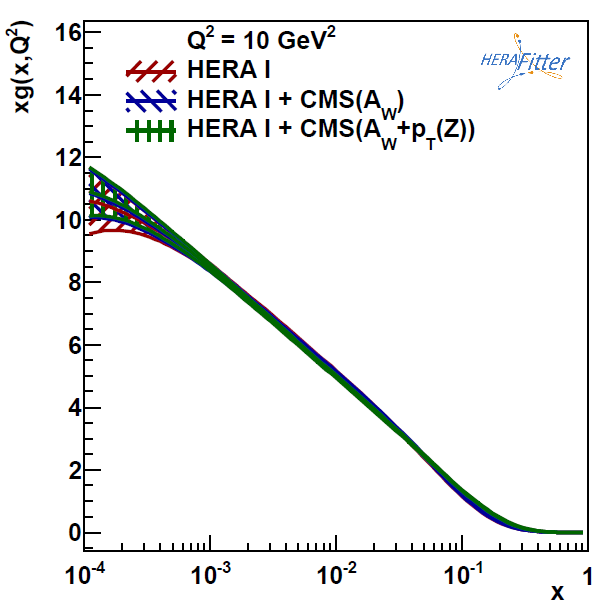 xg(x,Q²)
Q² = 10 GeV²
HERAFitter
HERA I
HERA I + CMS(A_W)
HERA I + CMS(A_W+p_T(Z))
16
14
12
10
8
6
4
2
0
10⁻⁴ 10⁻³ 10⁻² 10⁻¹ 1
x